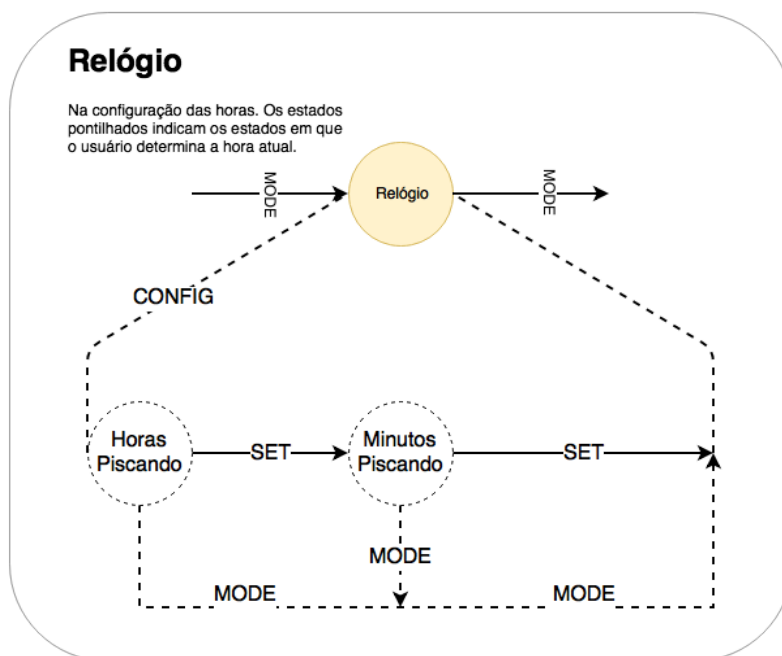 Relógio
Na configuração das horas. Os estados
pontilhados indicam os estados em que
o usuário determina a hora atual.
MODE
Relógio
MODE
CONFIG
Horas
Piscando
SET
Minutos
Piscando
SET
MODE
MODE
MODE